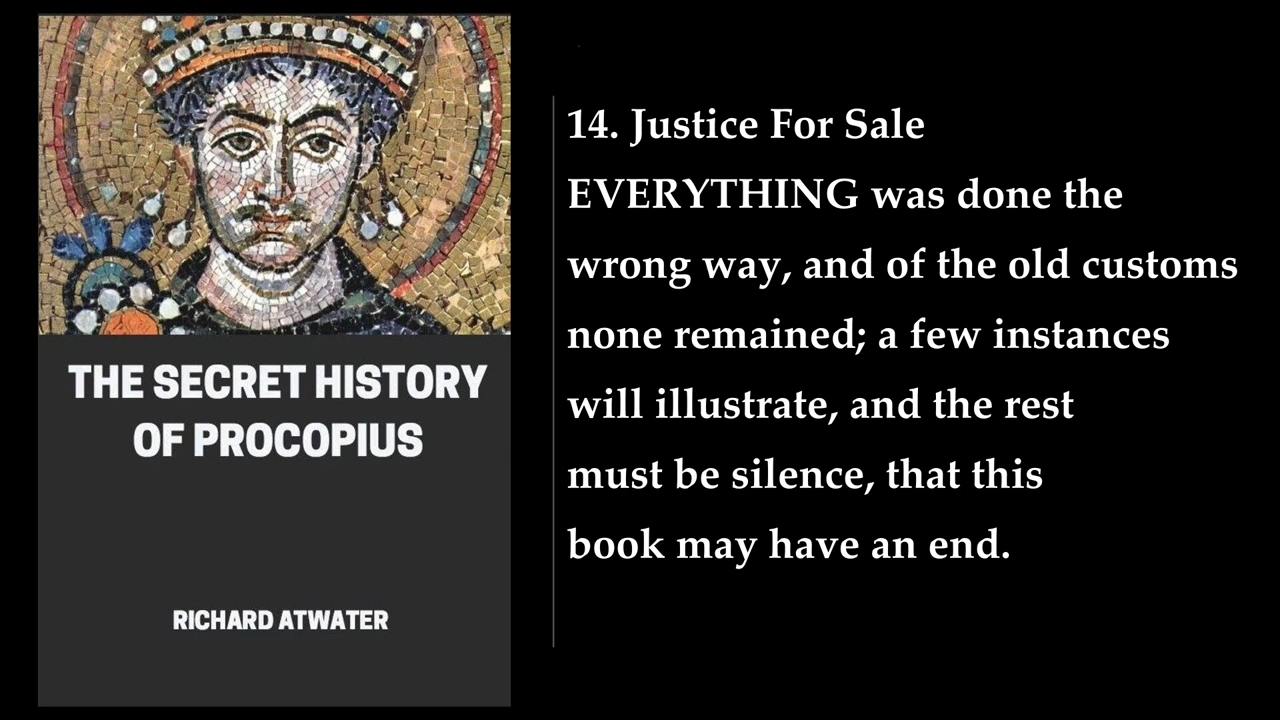 THE SECRET HISTORY
OF PROCOPIUS
RICHARD ATWATER
14. Justice For Sale
EVERYTHING was done the
wrong way, and of the old customs
none remained; a few instances
will illustrate, and the rest
must be silence, that this
book may have an end.